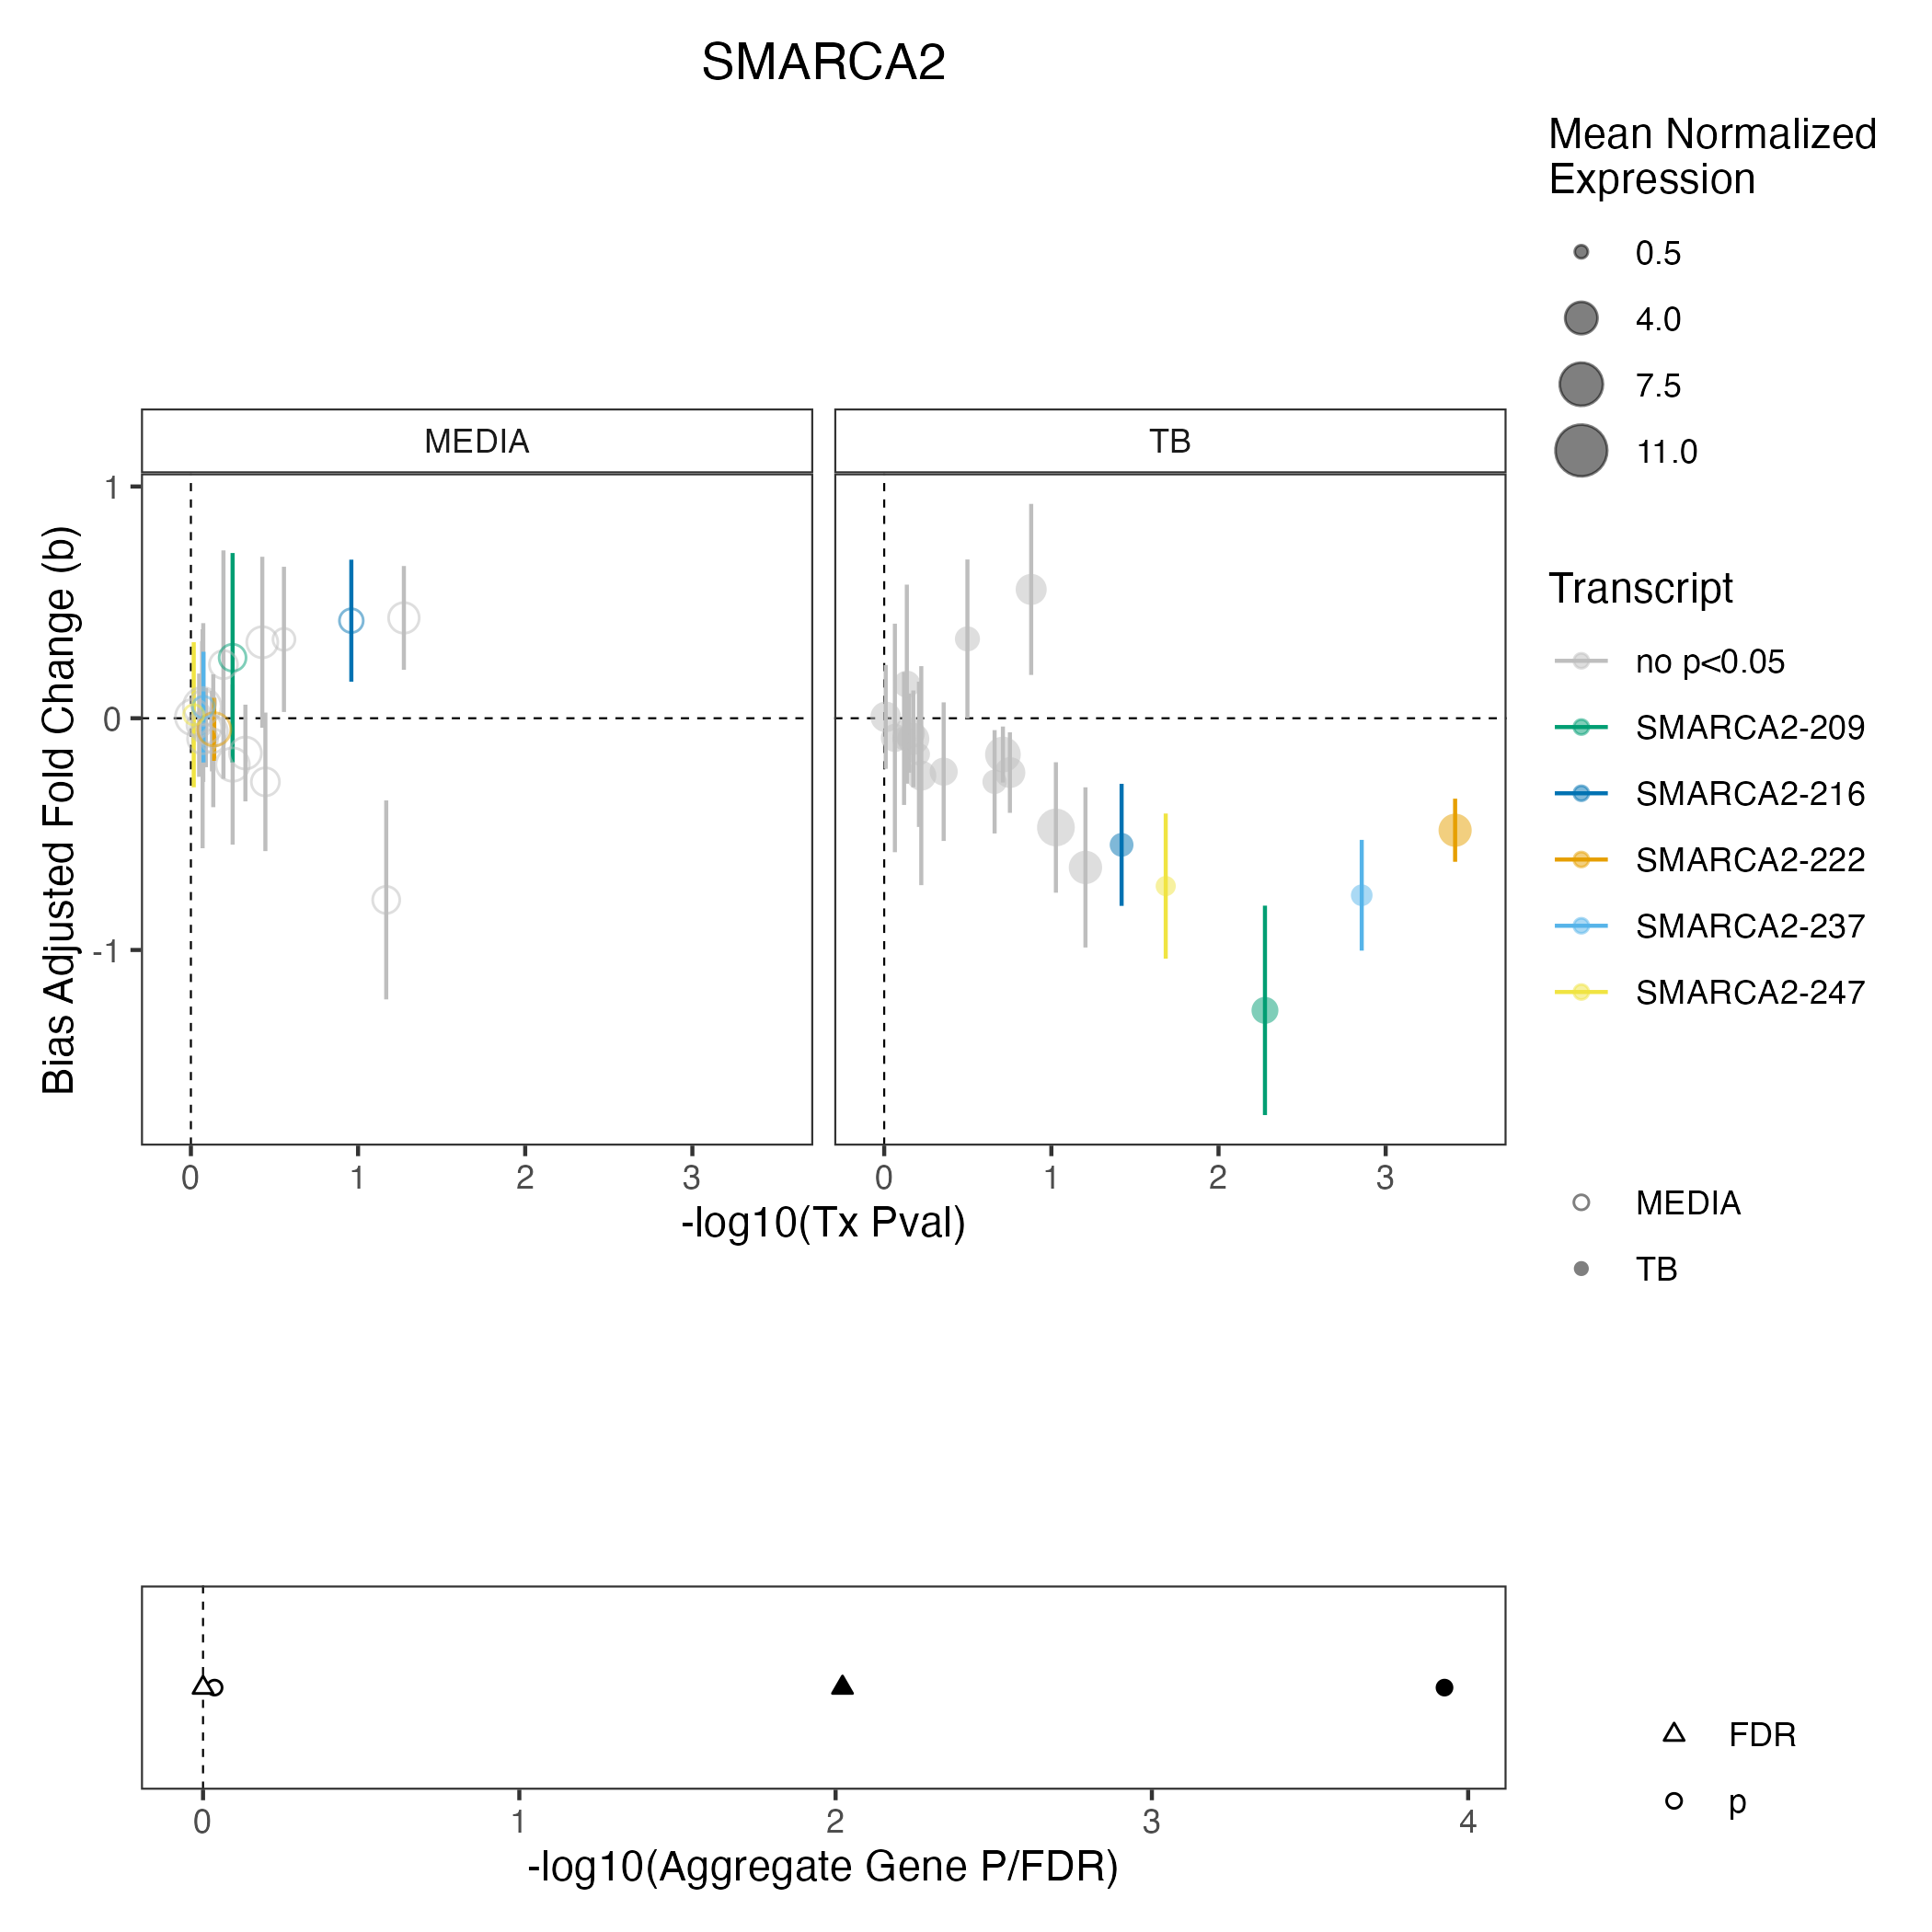 SMARCA2
MEDIA
TB
1
0
-1
Bias Adjusted Fold Change (b)
0
1
2
3
0
1
2
3
-log10(Tx Pval)
Mean Normalized
Expression
0.5
4.0
7.5
11.0
Transcript
no p<0.05
SMARCA2-209
SMARCA2-216
SMARCA2-222
SMARCA2-237
SMARCA2-247
MEDIA
TB
0
1
2
3
4
-log10(Aggregate Gene P/FDR)
FDR
p